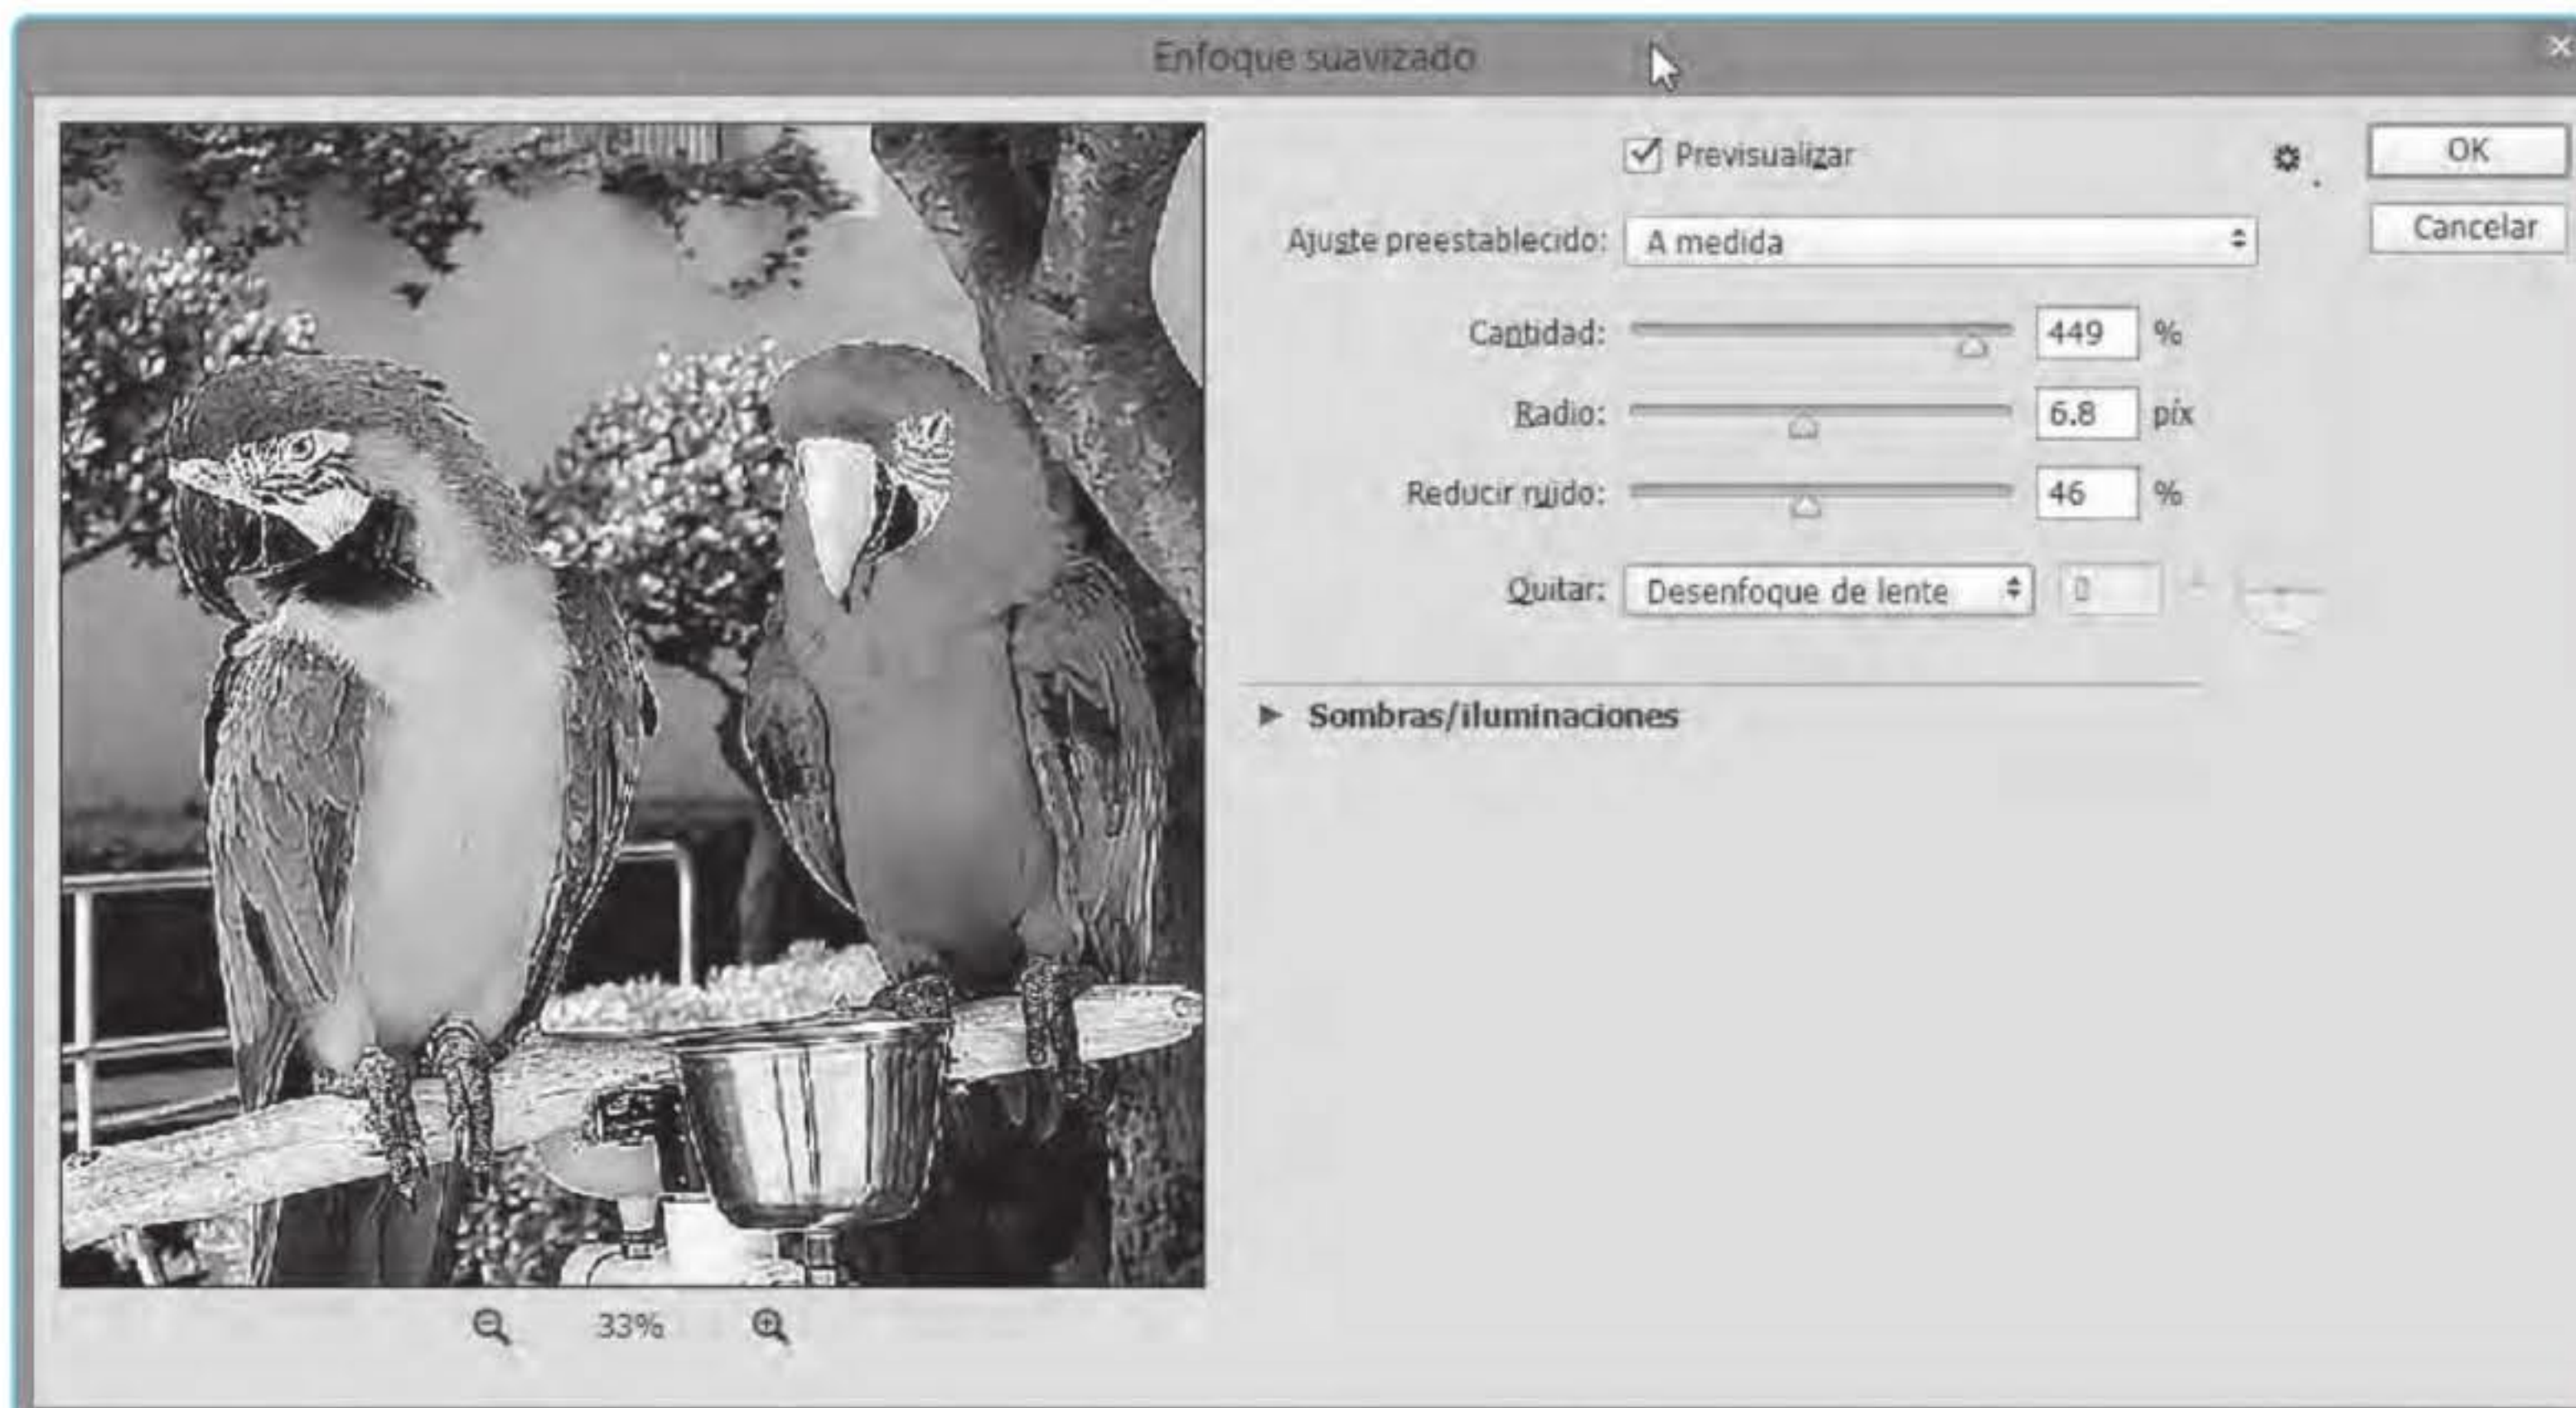 Enfoque suavizado
Previsualizar
OK
Ajuste preestablecido: A medida
Cancelar
Cantidad: 449 %
Radio: 6.8 píx
Reducir ruido: 46 %
Quitar: Desenfoque de lente 0
Sombras/iluminaciones
33%